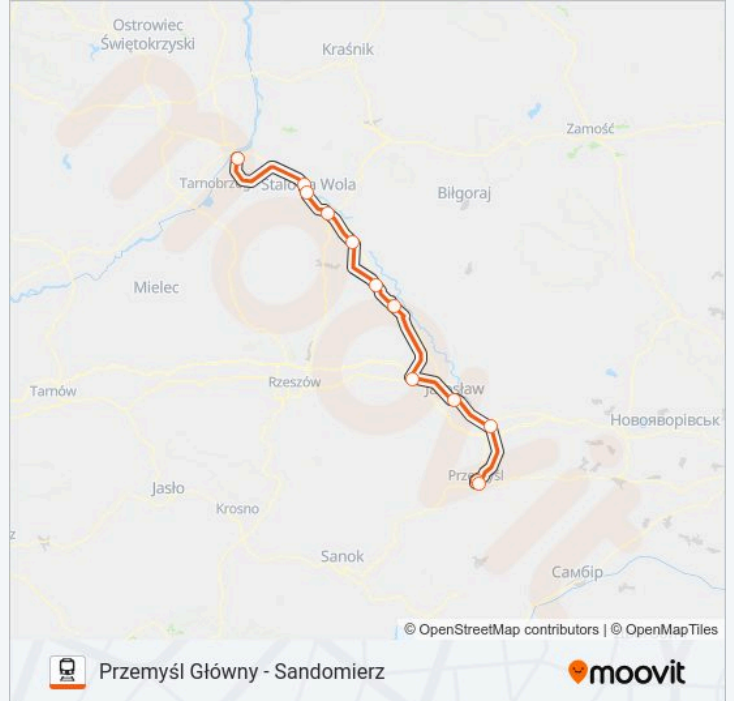 Ostrowiec
Świętokrzyski
Kraśnik
Zamość
Tarnobrzeg
Stalowa Wola
Biłgoraj
Mielec
Rzeszów
Jarosław
Tarnów
Новояворівськ
Przemyśl
Jasło
Krosno
z
Sanok
Самбір
moovit
© OpenStreetMap contributors | © OpenMapTiles
Przemyśl Główny - Sandomierz
moovit